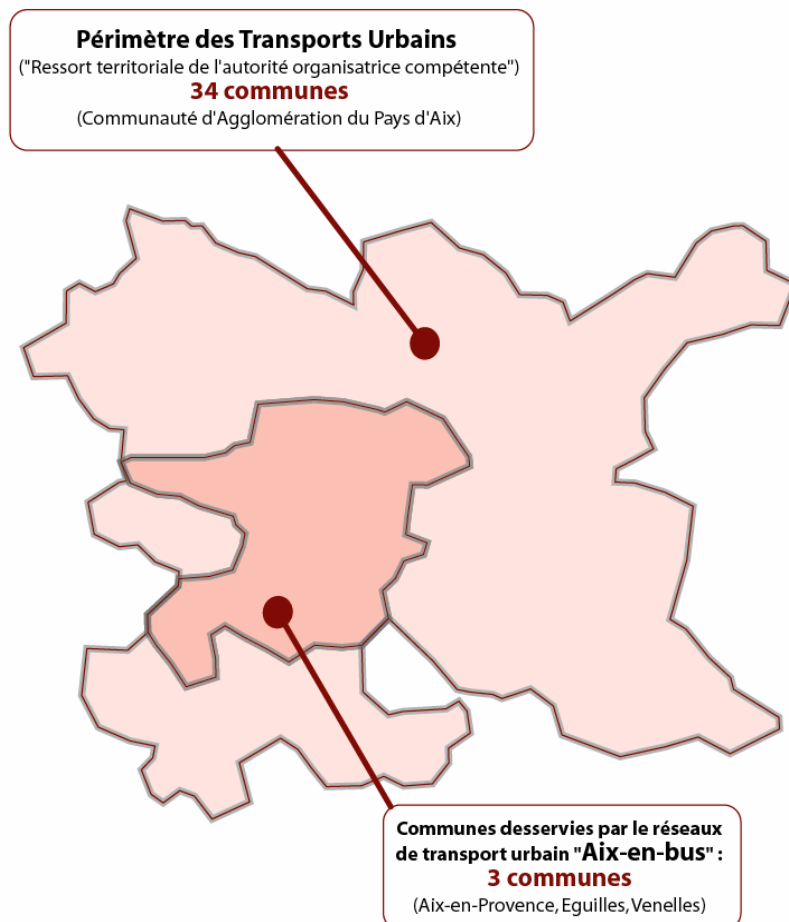 Périmètre des Transports Urbains
("Ressort territoriale de l'autorité organisatrice compétente")
34 communes
(Communauté d'Agglomération du Pays d'Aix)
Communes desservies par le réseaux
de transport urbain "Aix-en-bus" :
3 communes
(Aix-en-Provence, Eguilles, Venelles)